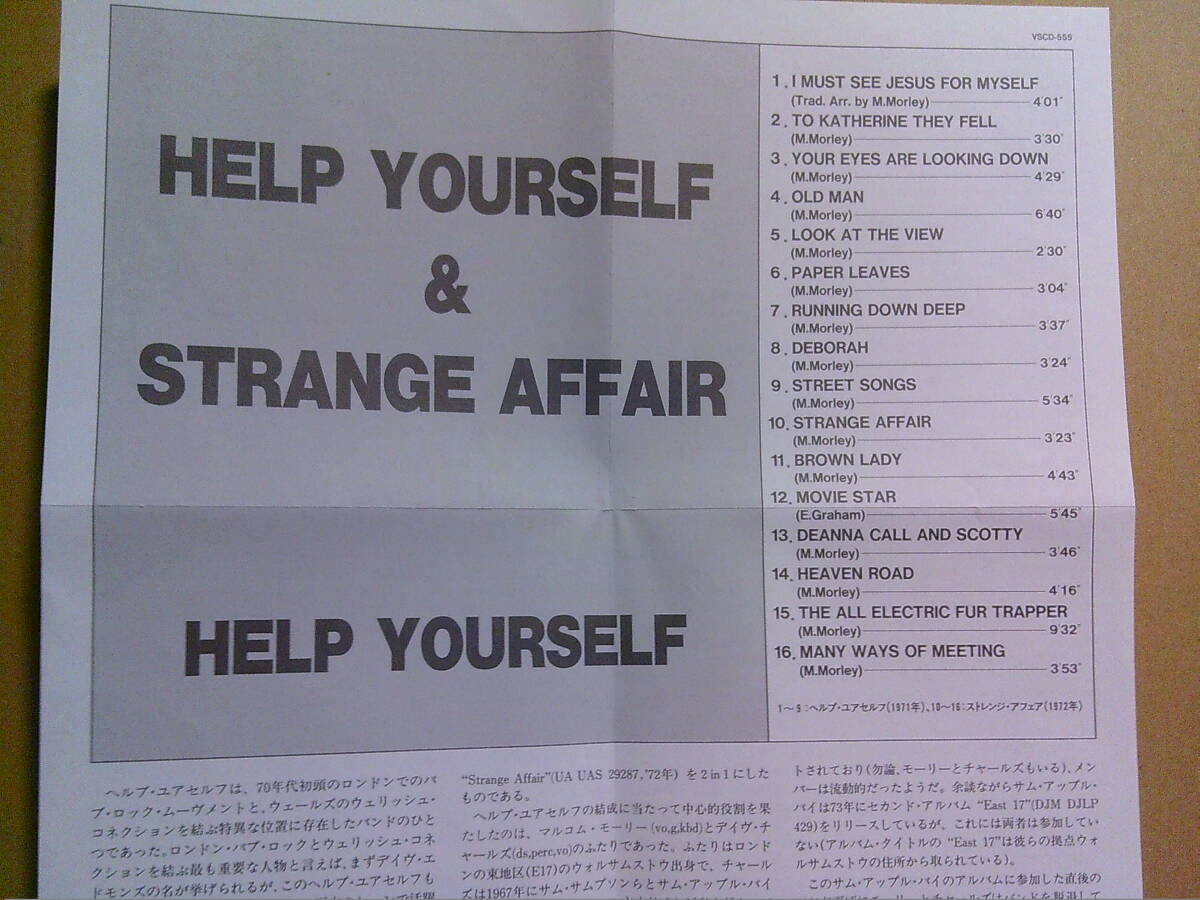 VSCD-555
HELP YOURSELF
&
STRANGE AFFAIR
HELP YOURSELF
1. I MUST SEE JESUS FOR MYSELF
(Trad. Arr. by M.Morley) 4'01"
2. TO KATHERINE THEY FELL
(M.Morley) 3'30"
3. YOUR EYES ARE LOOKING DOWN
(M.Morley) 4'29"
4. OLD MAN
(M.Morley) 6'40"
5. LOOK AT THE VIEW
(M.Morley) 2'30"
6. PAPER LEAVES
(M.Morley) 3'04"
7. RUNNING DOWN DEEP
(M.Morley) 3'37"
8. DEBORAH
(M.Morley) 3'24"
9. STREET SONGS
(M.Morley) 5'34"
10. STRANGE AFFAIR
(M.Morley) 3'23"
11. BROWN LADY
(M.Morley) 4'43"
12. MOVIE STAR
(E.Graham) 5'45"
13. DEANNA CALL AND SCOTTY
(M.Morley) 3'46"
14. HEAVEN ROAD
(M.Morley) 4'16"
15. THE ALL ELECTRIC FUR TRAPPER
(M.Morley) 9'32"
16. MANY WAYS OF MEETING
(M.Morley) 3'53"
1〜9:ヘルプ・ユアセルフ(1971年)、10〜16:ストレンジ・アフェア(1972年)
ヘルプ・ユアセルフは、70年代初頭のロンドンでのパ
ブ・ロック・ムーヴメントと、ウェールズのウェリッシュ・
コネクションを結ぶ特異な位置に存在したバンドのひと
つであった。ロンドン・パブ・ロックとウェリッシュ・コネ
クションを結ぶ最も重要な人物と言えば、まずデイヴ・エ
ドモンズの名が挙げられるが、このヘルプ・ユアセルフも
“Strange Affair”(UA UAS 29287,'72年) を2in1にした
ものである。
ヘルプ・ユアセルフの結成に当たって中心的役割を果
たしたのは、マルコム・モーリー(vo,g,kbd)とデイヴ・チ
ャールズ(ds,perc,vo)のふたりであった。ふたりはロンド
ンの東地区(E17)のウォルサムストウ出身で、チャール
ズは1967年にサム・サムプソンらとサム・アップル・パイ
トされており(勿論、モーリーとチャールズもいる)、メン
バーは流動的だったようだ。余談ながらサム・アップル・
パイは73年にセカンド・アルバム “East 17”(DJM DJLP
429)をリリースしているが、これには両者は参加してい
ない(アルバム・タイトルの “East 17”は彼らの拠点ウォ
ルサムストウの住所から取られている)。
このサム・アップル・パイのアルバムに参加した直後の